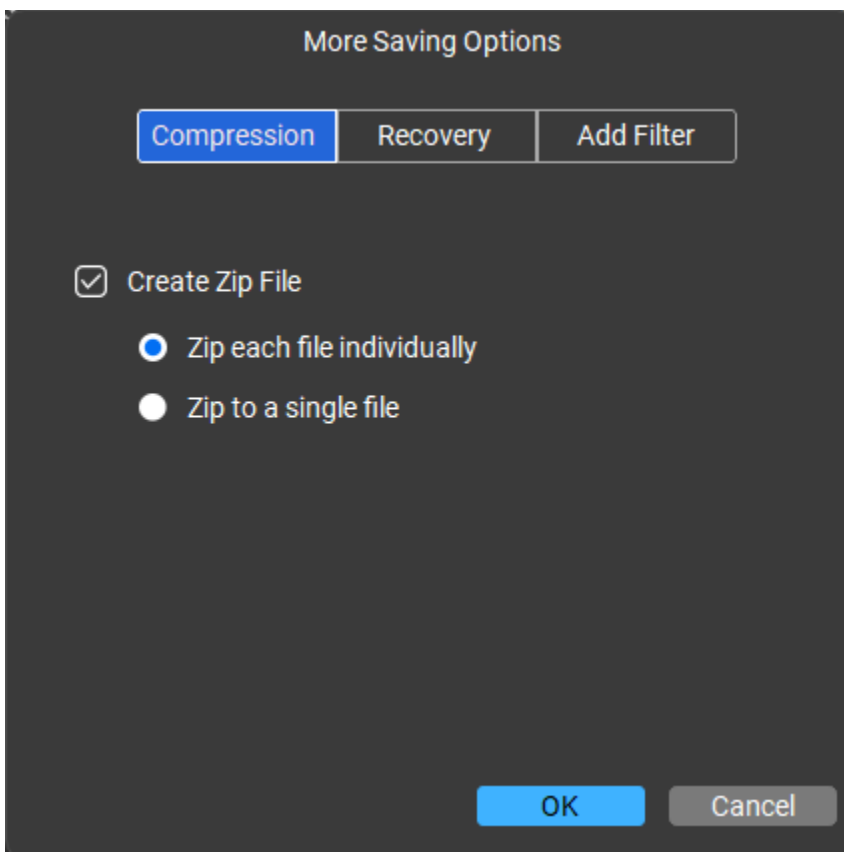 More Saving Options
Compression Recovery Add Filter
Create Zip File
Zip each file individually
Zip to a single file
OK Cancel